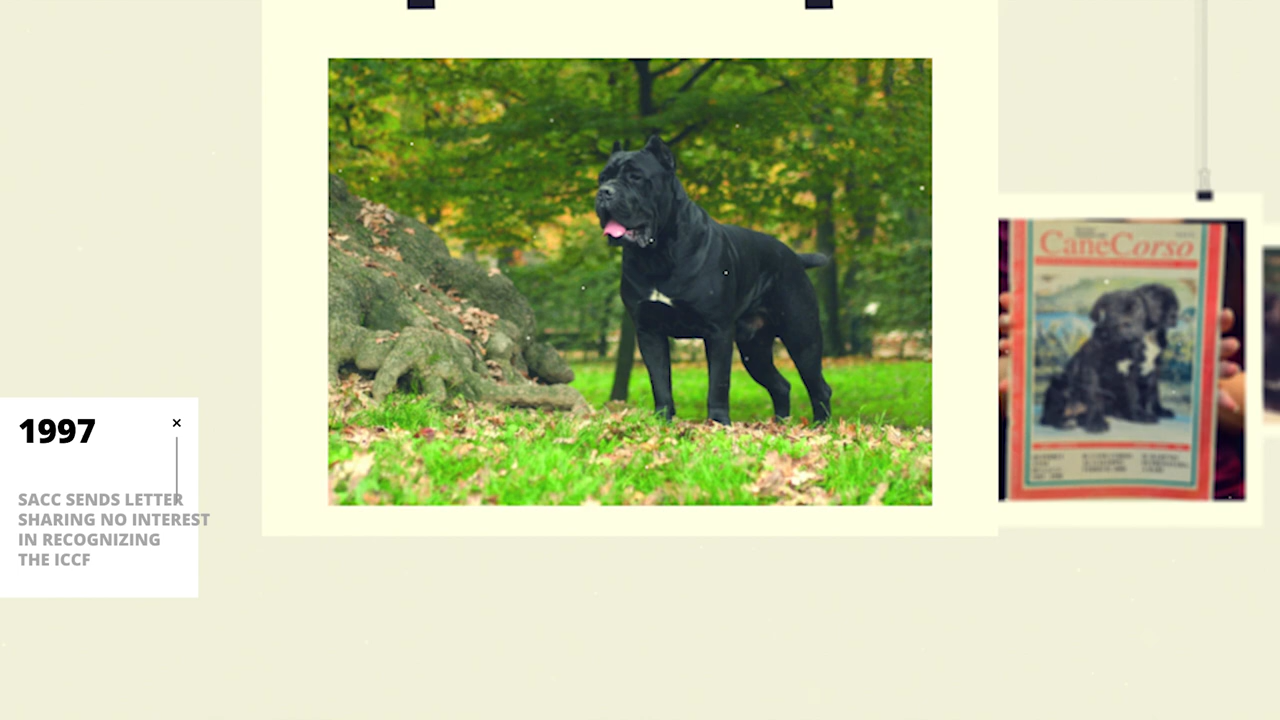 1997
×
SACC SENDS LETTER
SHARING NO INTEREST
IN RECOGNIZING
THE ICCF
CaneCorso